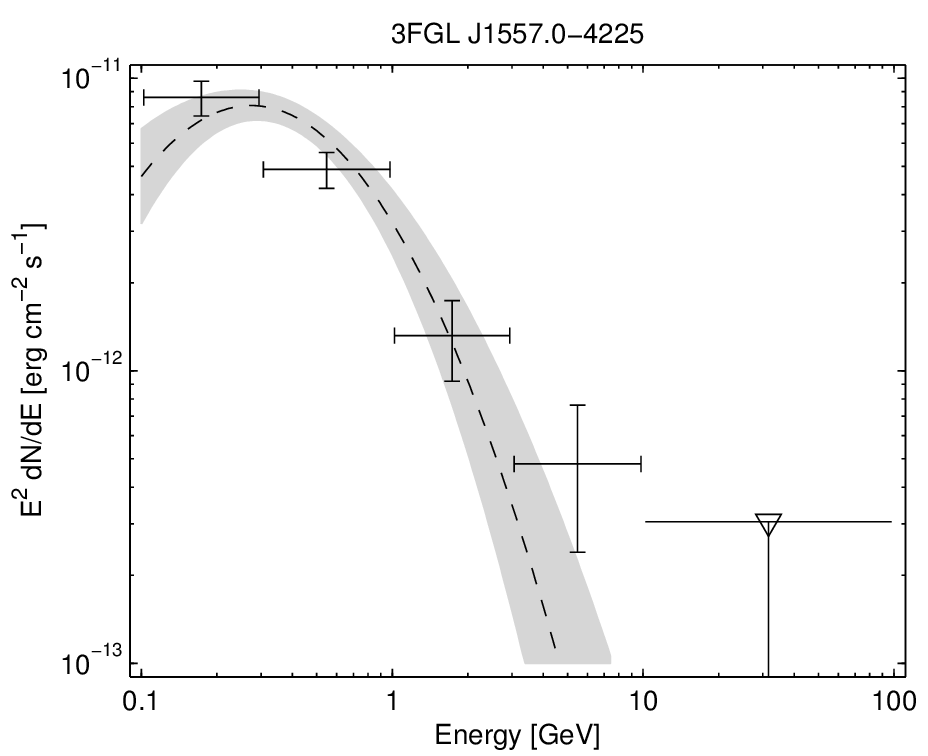 3FGL J1557.0−4225
10⁻¹¹
10⁻¹²
10⁻¹³
E² dN/dE [erg cm⁻² s⁻¹]
0.1 1 10 100
Energy [GeV]